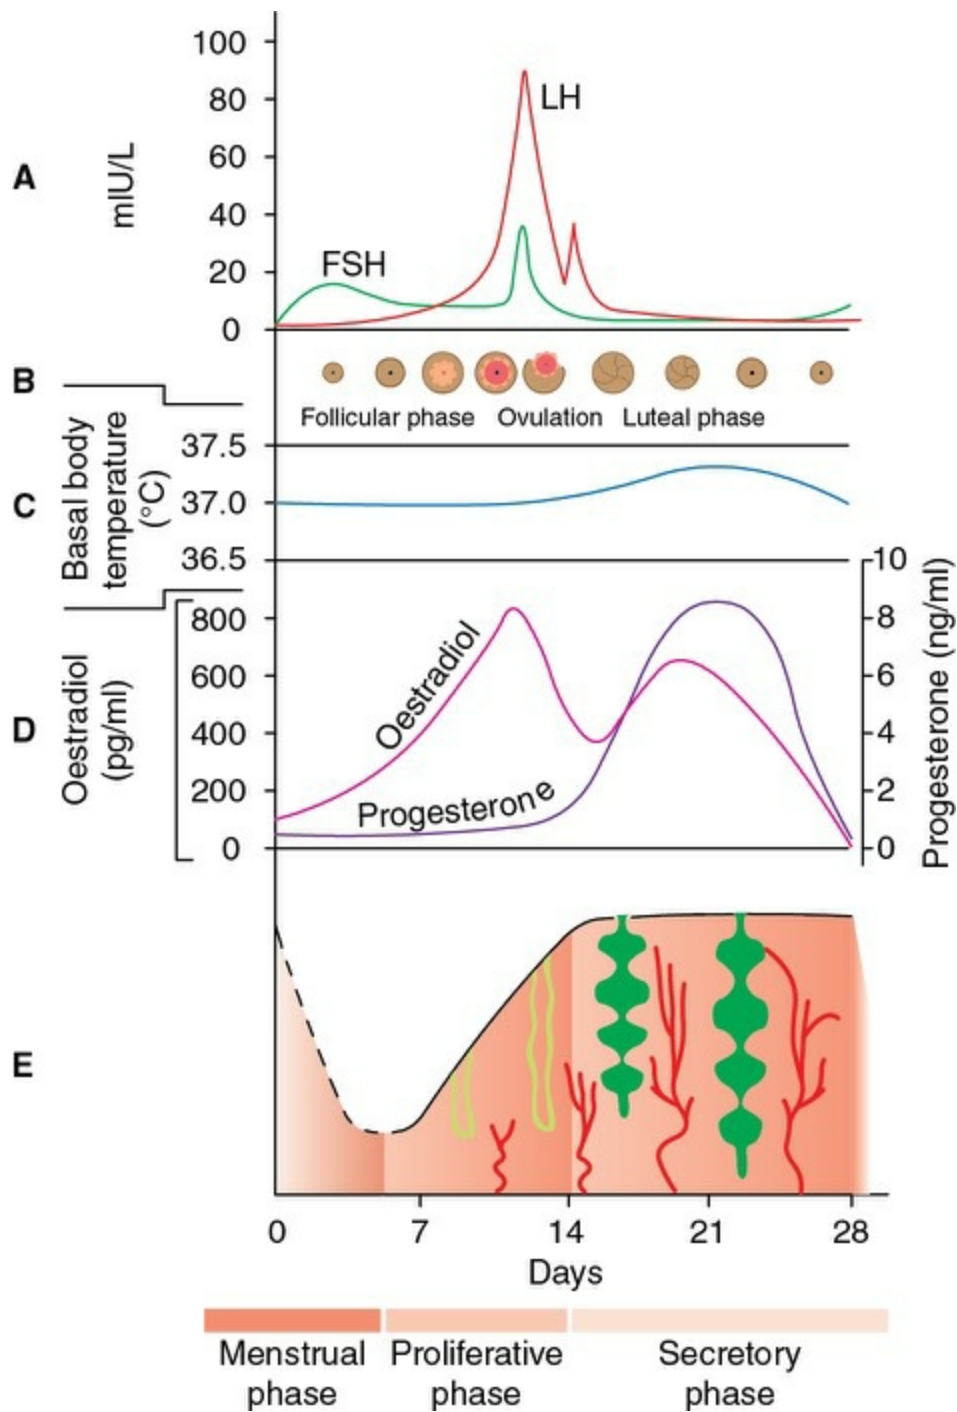 A
mIU/L
100
80
60
40
20
0
LH
FSH
B
Follicular phase
Ovulation
Luteal phase
C
Basal body
temperature
(°C)
37.5
37.0
36.5
D
Oestradiol
(pg/ml)
800
600
400
200
0
Oestradiol
Progesterone
10
8
6
4
2
0
Progesterone (ng/ml)
E
0
7
14
21
28
Days
Menstrual
phase
Proliferative
phase
Secretory
phase